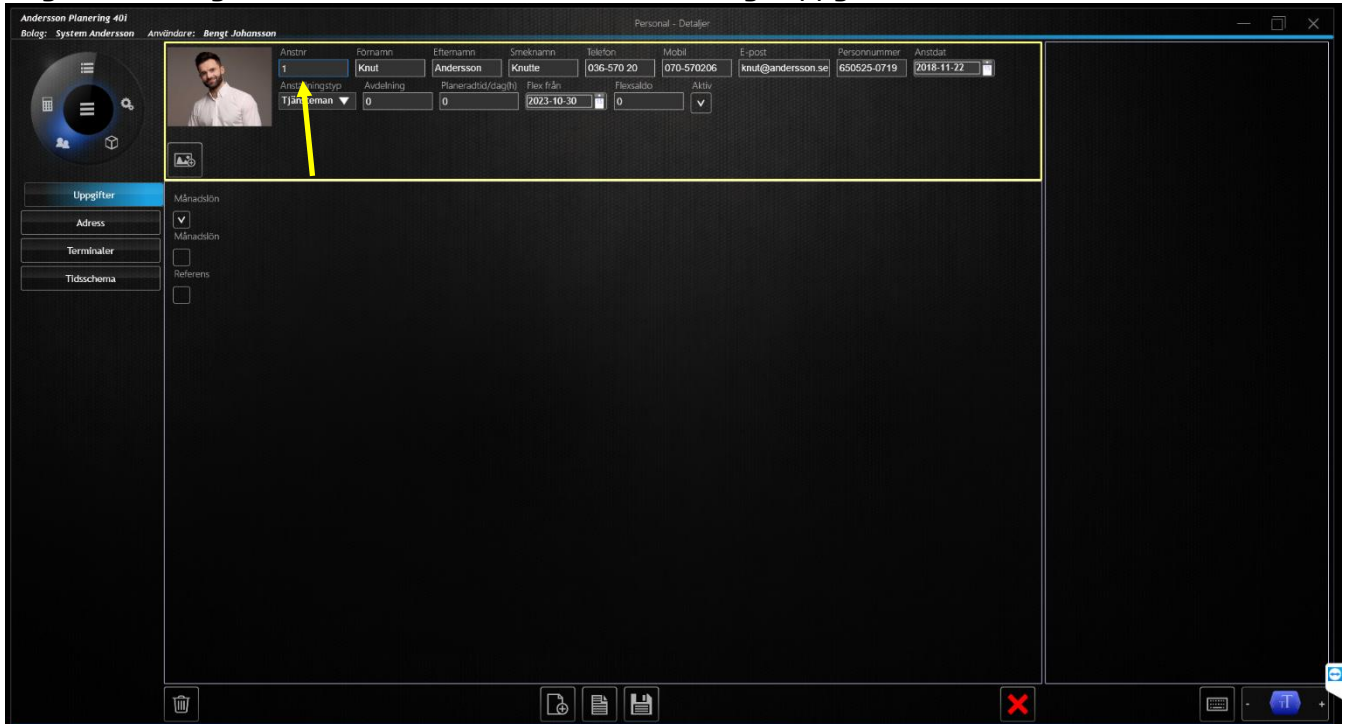 Andersson Planering 40i
Personal - Detaljer
Bolag: System Andersson Användare: Bengt Johansson
Anstnr Förnamn Efternamn Smeknamn Telefon Mobil E-post Personnummer Anstdat
1 Knut Andersson Knutte 036-570 20 070-570206 knut@andersson.se 650525-0719 2018-11-22
Avdelning Planeradtid/dag(h) Flex från Flexsaldo Aktiv
0 0 2023-10-30 0
Uppgifter
Adress
Terminaler
Tidsschema
Månadslön
Månadslön
Referens
- T +